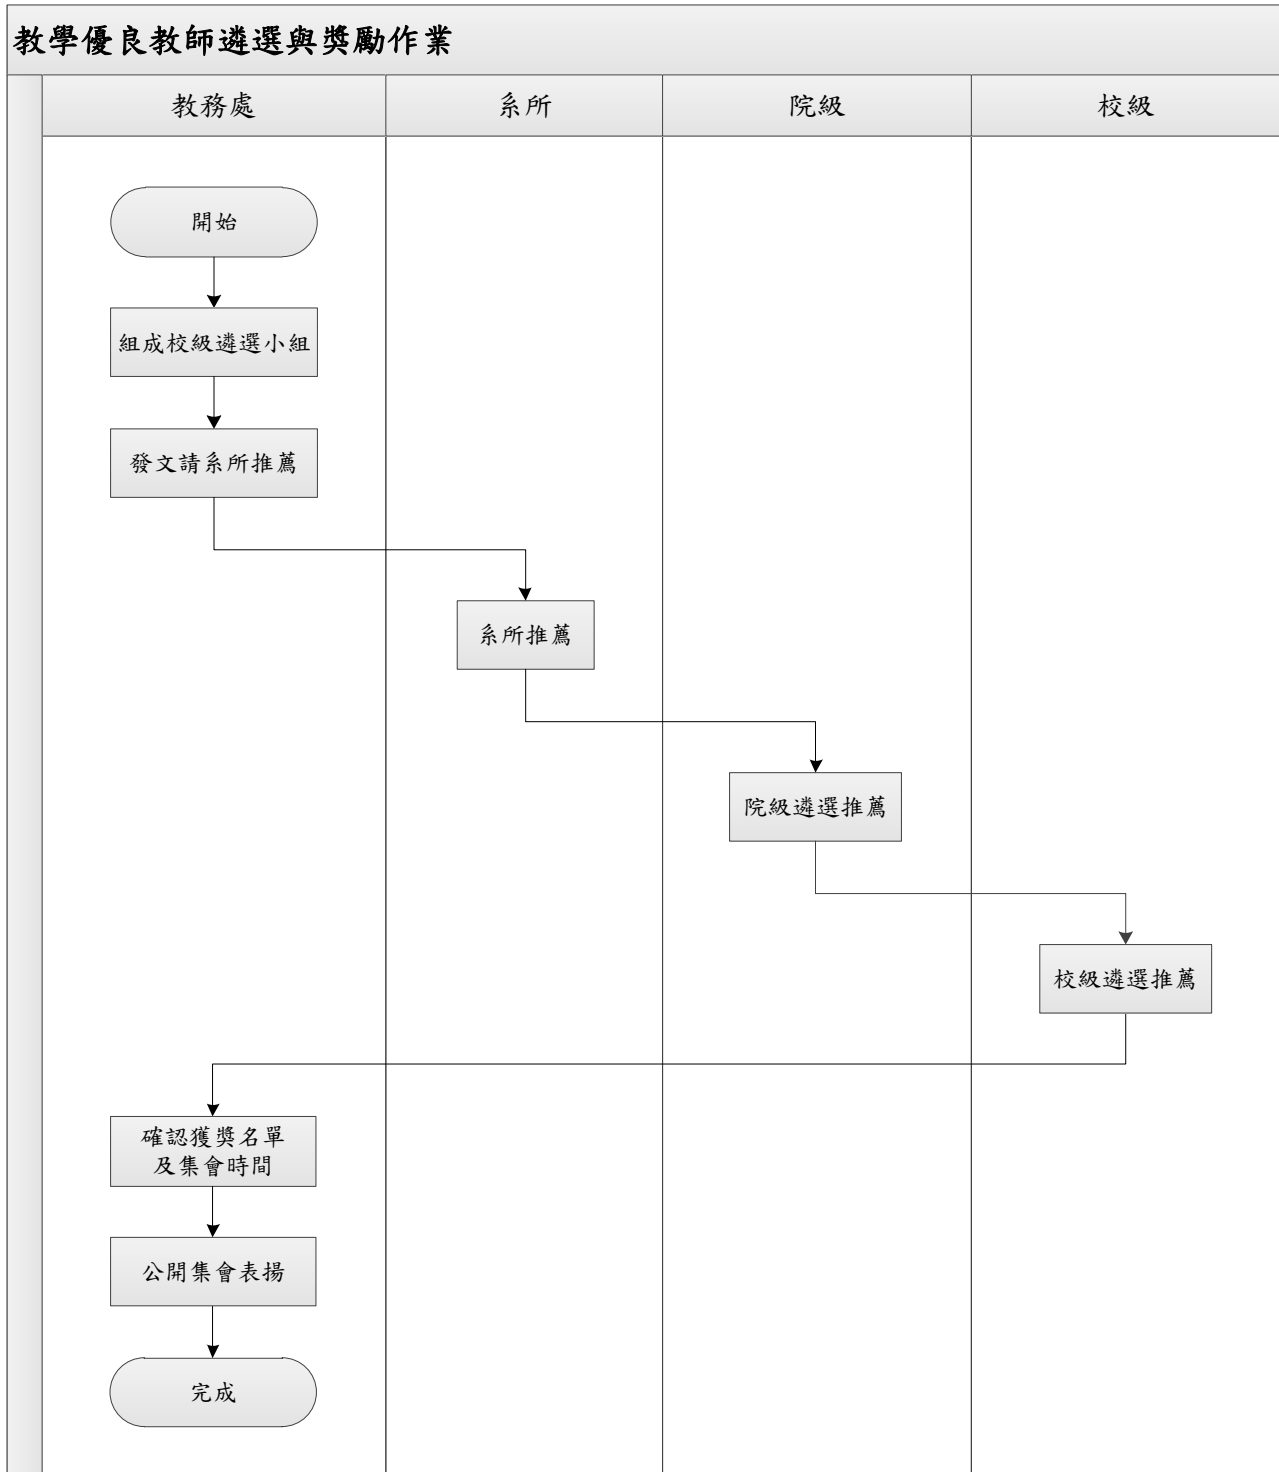 教學優良教師遴選與獎勵作業
教務處
系所
院級
校級
開始
組成校級遴選小組
發文請系所推薦
系所推薦
院級遴選推薦
校級遴選推薦
確認獲獎名單
及集會時間
公開集會表揚
完成